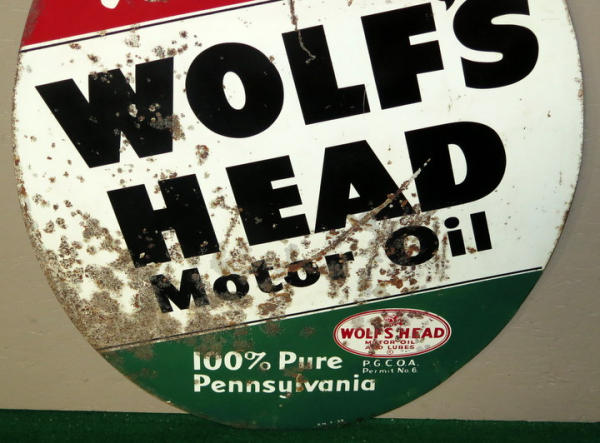 WOLF'S
HEAD
Motor Oil
WOLF'S HEAD
MOTOR OIL
AND LUBES
100% Pure
Pennsylvania
P.G.C.O.A.
Permit No. 6